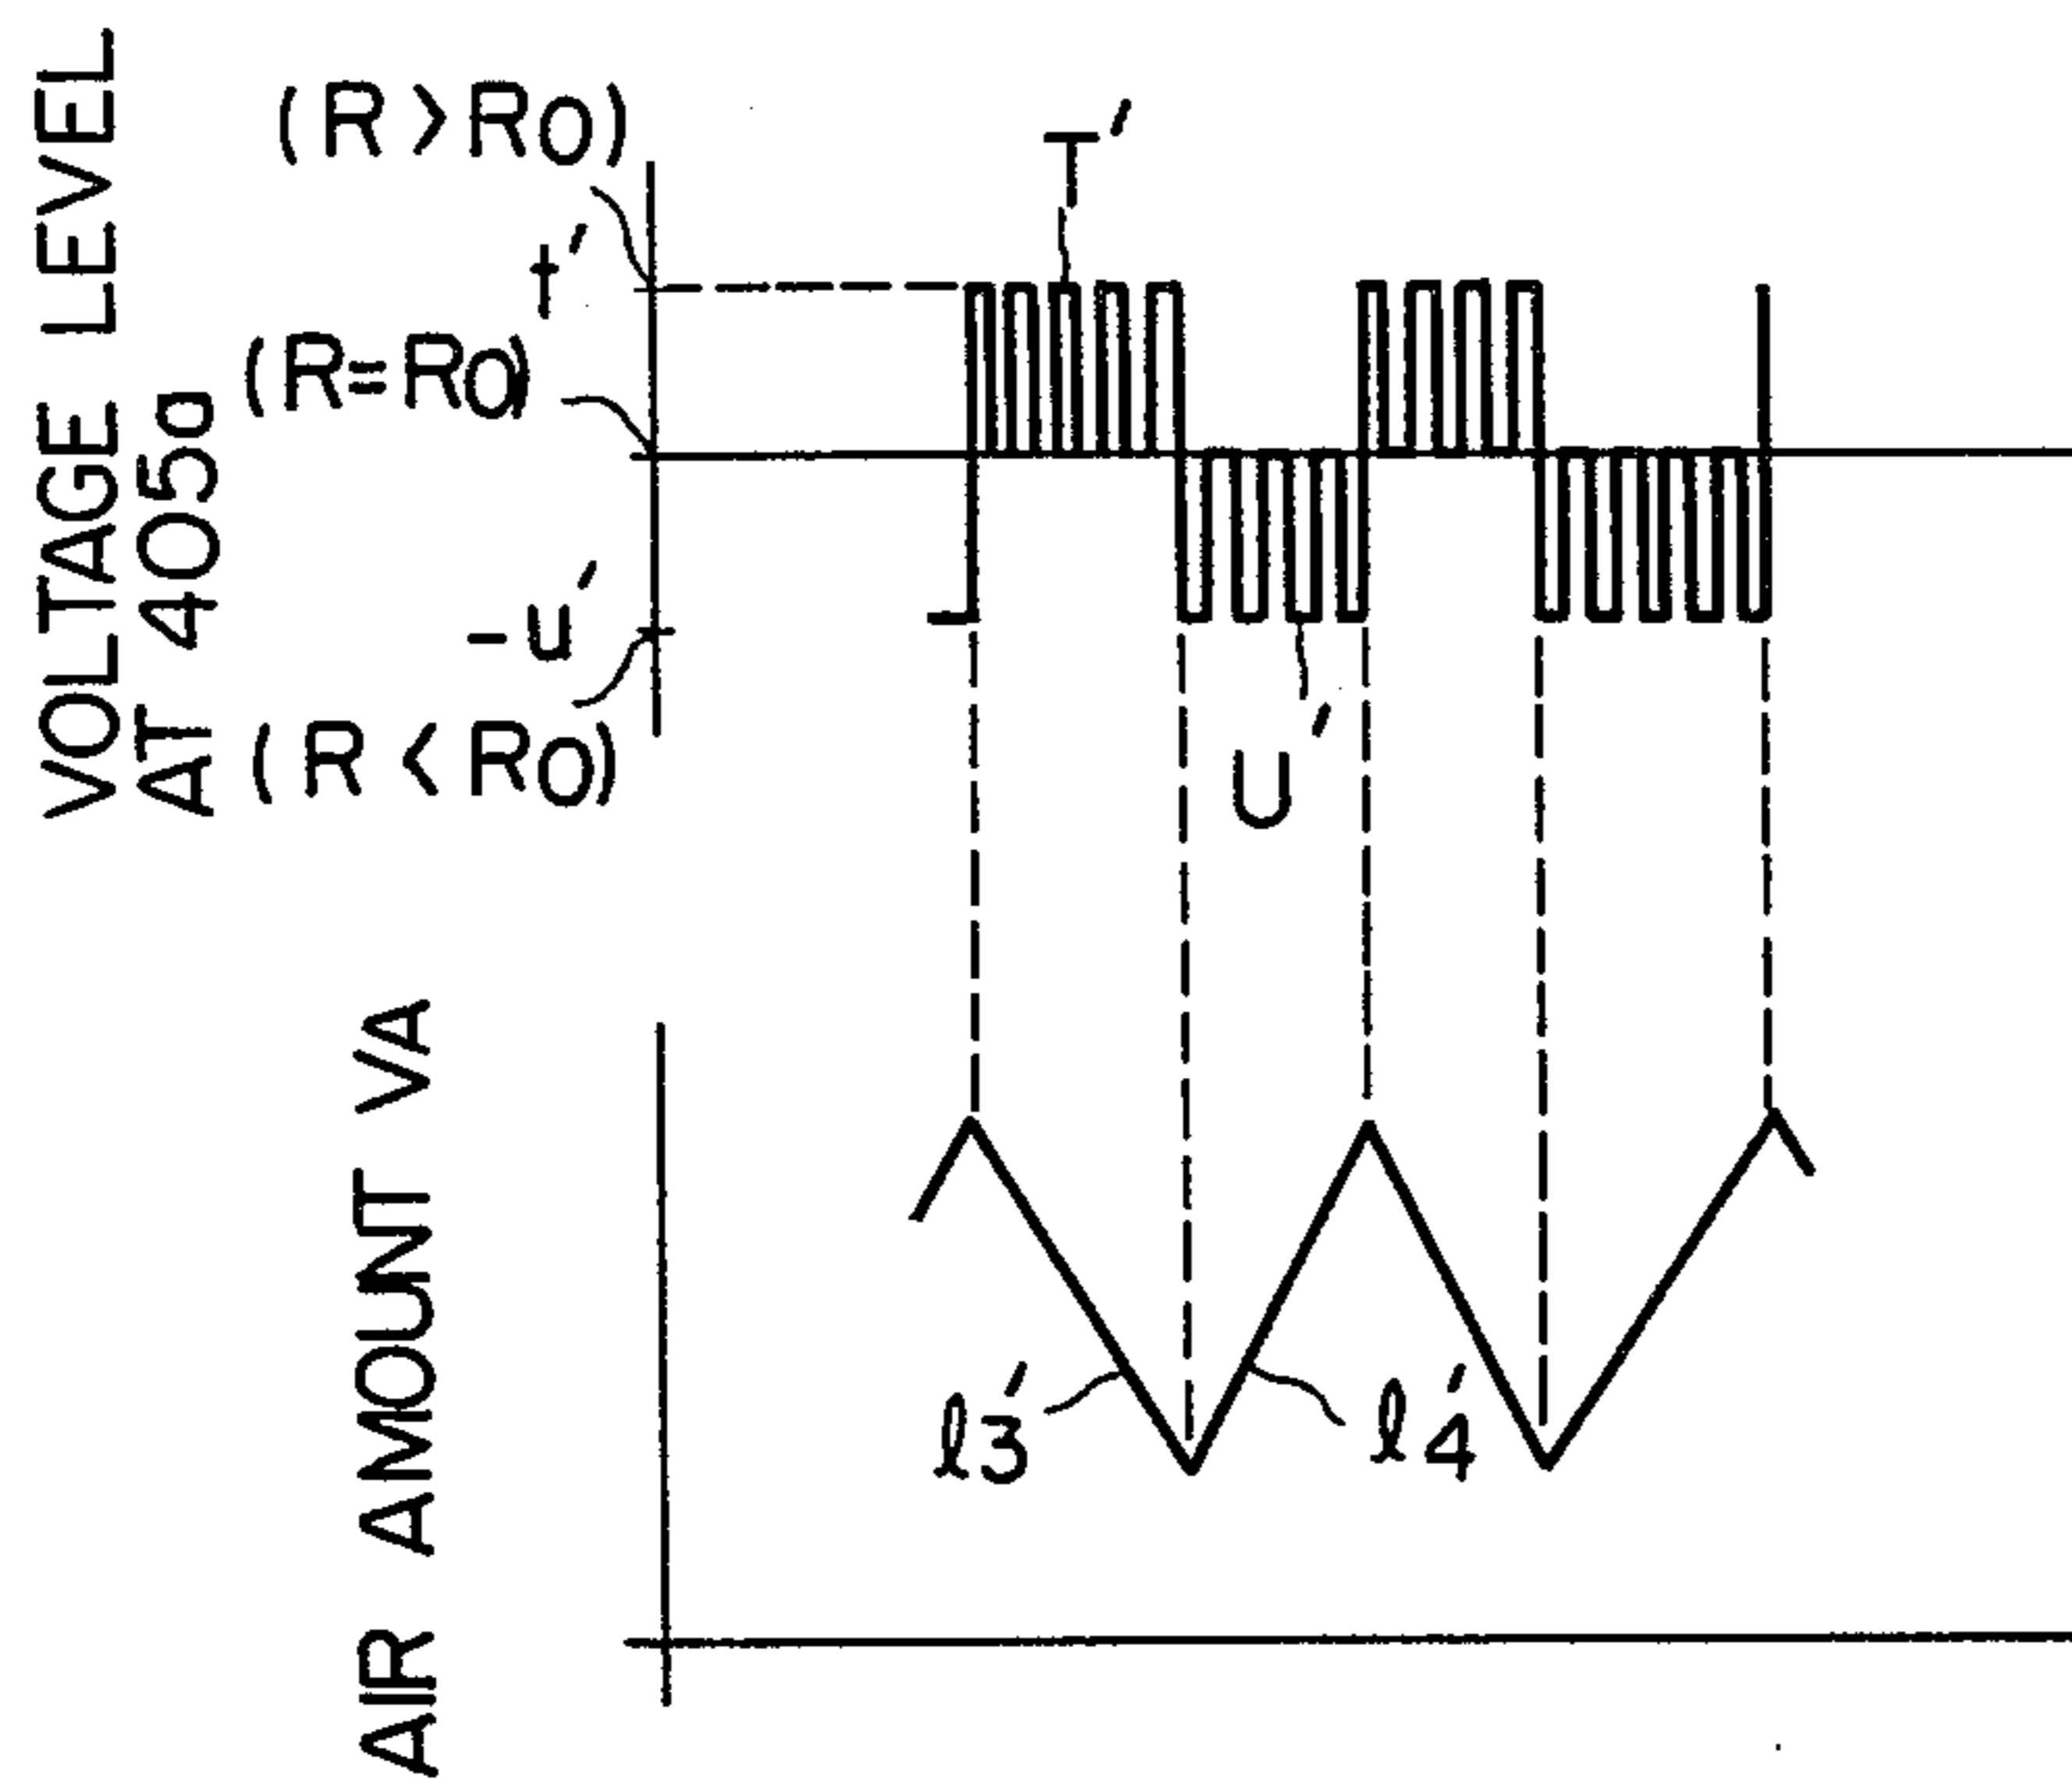 VOLTAGE LEVEL
AT 405a
(R > Ro)
t'
(R=Ro)
-u'
(R < Ro)
T'
U'
AIR AMOUNT VA
ℓ3'
ℓ4'